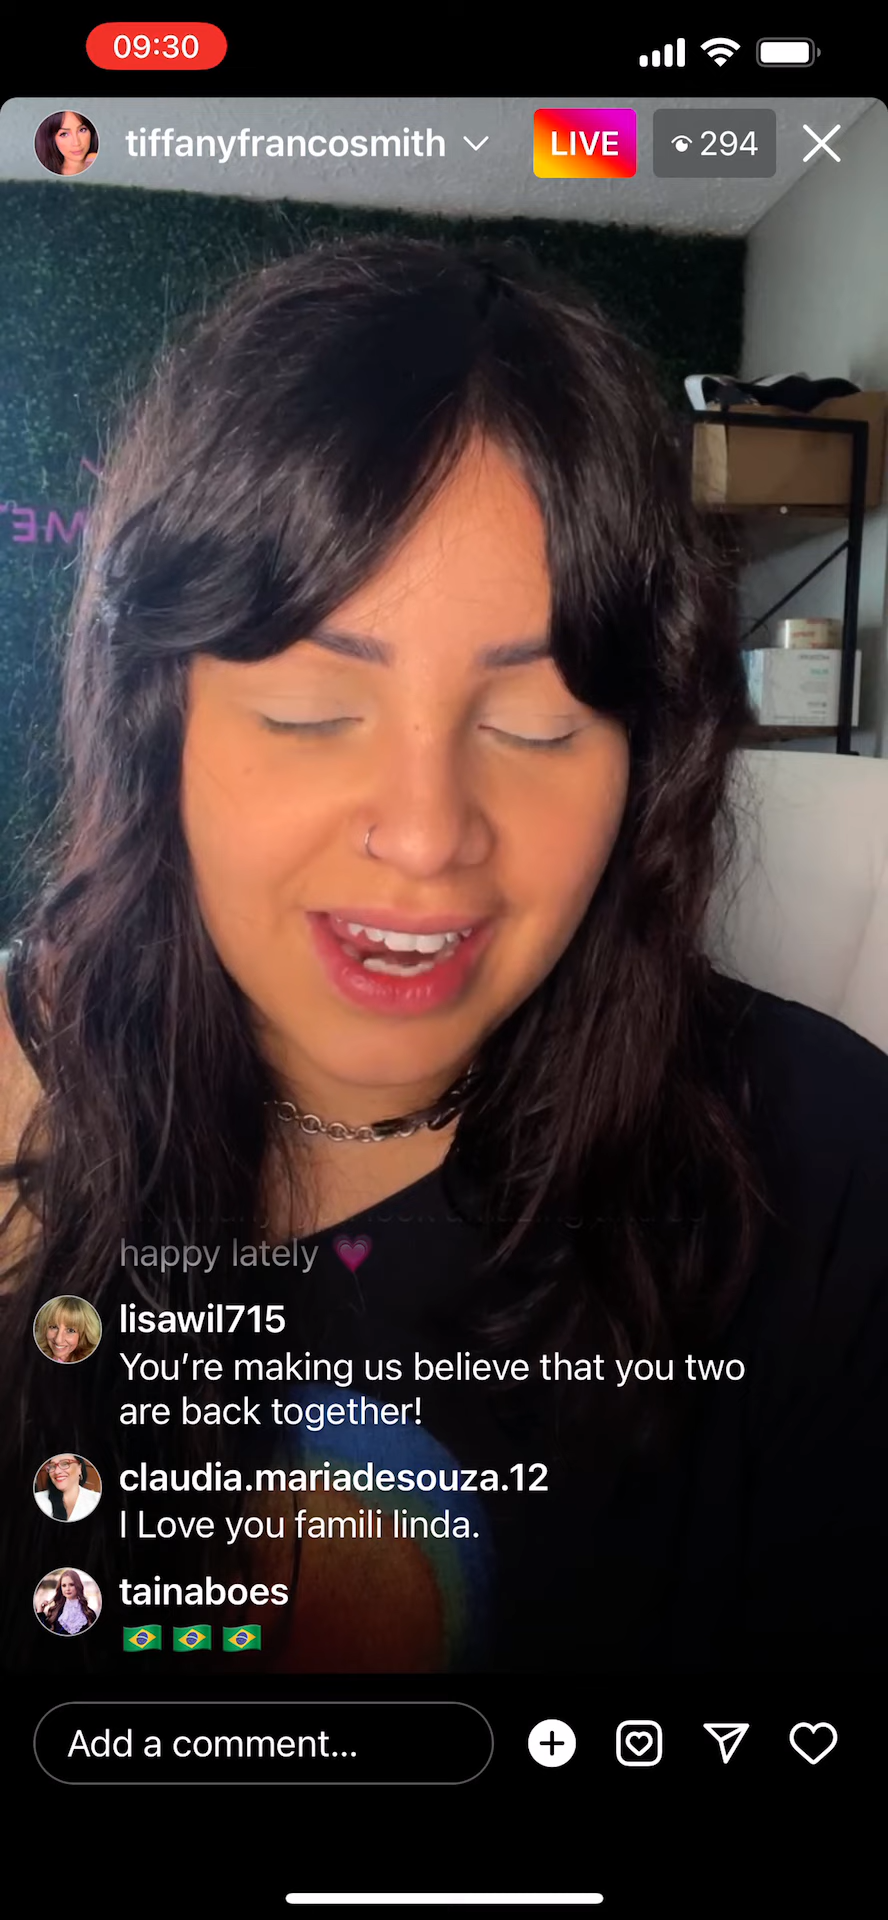 09:30
tiffanyfrancosmith
LIVE
294
happy lately 💗
lisawil715
You're making us believe that you two
are back together!
claudia.mariadesouza.12
I Love you famili linda.
tainaboes
🇧🇷 🇧🇷 🇧🇷
Add a comment...